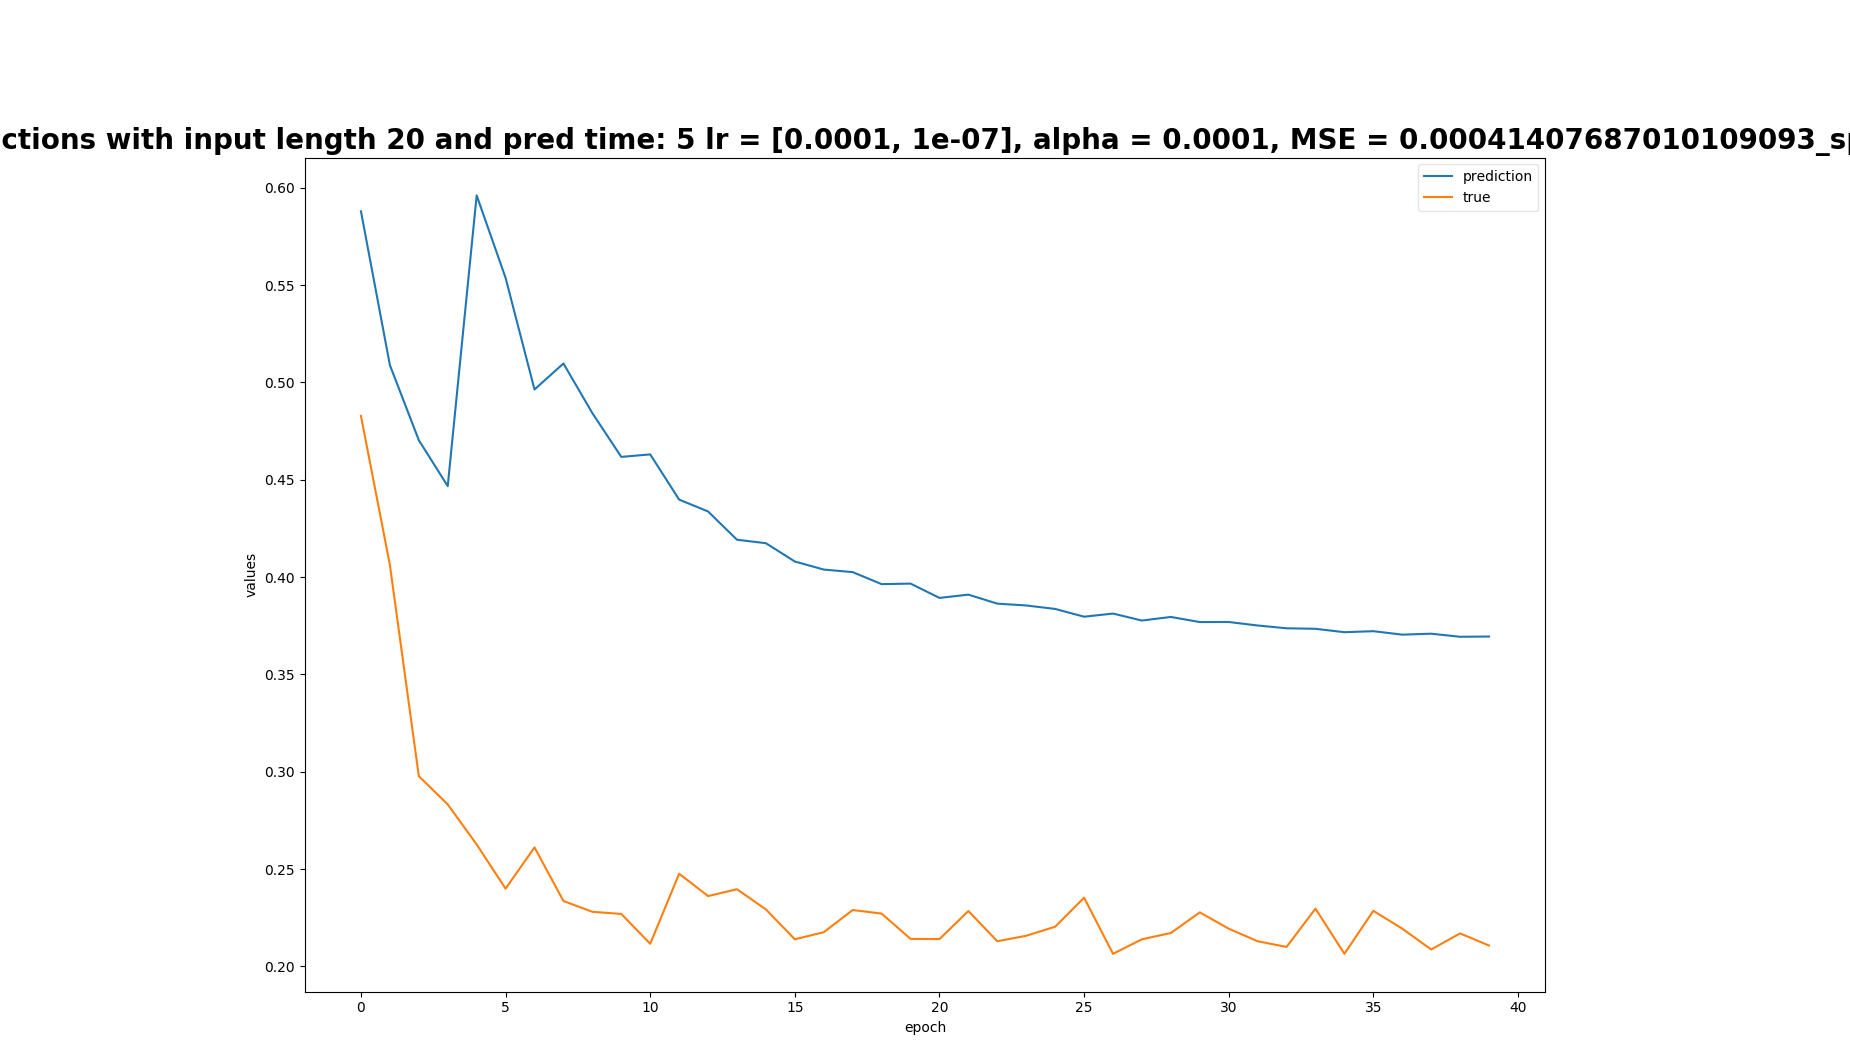 ctions with input length 20 and pred time: 5 lr = [0.0001, 1e-07], alpha = 0.0001, MSE = 0.00041407687010109093_sp
prediction
true
0.60
0.55
0.50
0.45
0.40
0.35
0.30
0.25
0.20
values
0 5 10 15 20 25 30 35 40
epoch